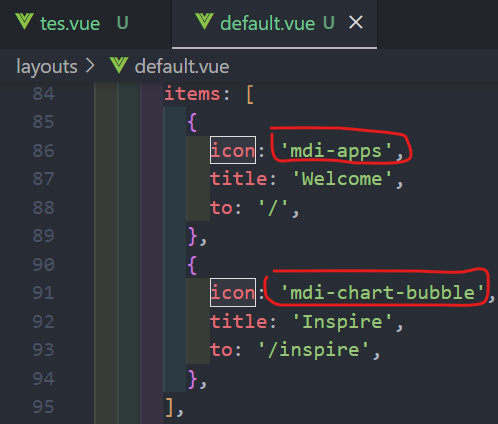 tes.vue U default.vue U ×
layouts > default.vue
84 items: [
85 {
86 icon: 'mdi-apps',
87 title: 'Welcome',
88 to: '/',
89 },
90 {
91 icon: 'mdi-chart-bubble',
92 title: 'Inspire',
93 to: '/inspire',
94 },
95 ],